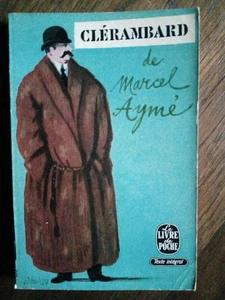 CLÉRAMBARD
de
Marcel
Aymé
Le
LIVRE
de
POCHE
Texte intégral